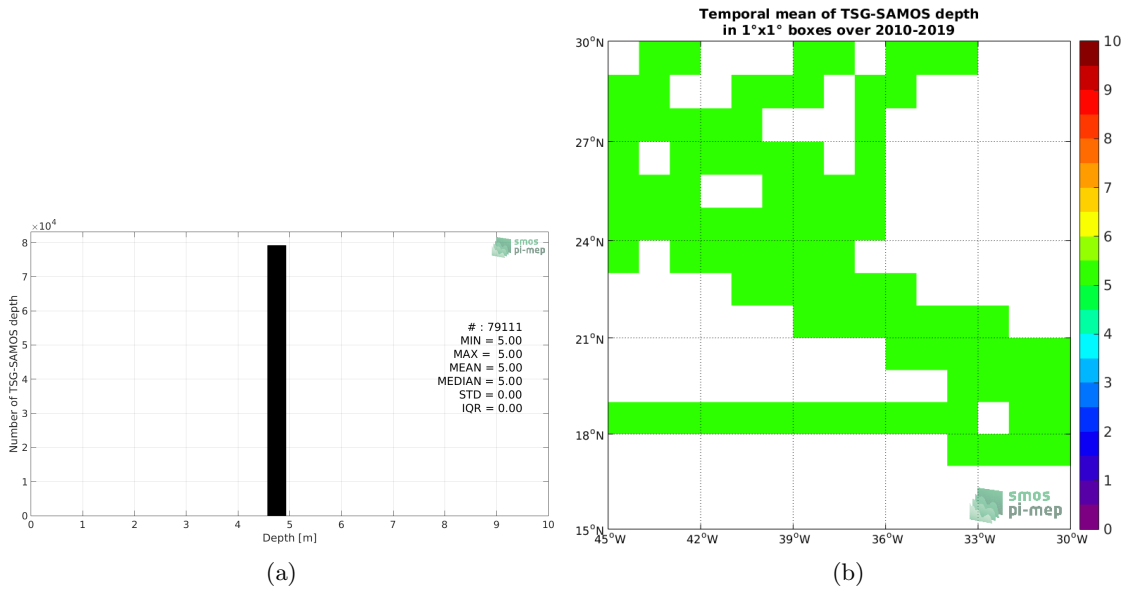 ×10^4
8
7
6
5
4
3
2
1
0
Number of TSG-SAMOS depth
smos
pi-mep
# : 79111
MIN = 5.00
MAX = 5.00
MEAN = 5.00
MEDIAN = 5.00
STD = 0.00
IQR = 0.00
0 1 2 3 4 5 6 7 8 9 10
Depth [m]
(a)
Temporal mean of TSG-SAMOS depth
in 1°x1° boxes over 2010-2019
30°N
27°N
24°N
21°N
18°N
15°N
45°W 42°W 39°W 36°W 33°W 30°W
smos
pi-mep
10
9
8
7
6
5
4
3
2
1
0
(b)